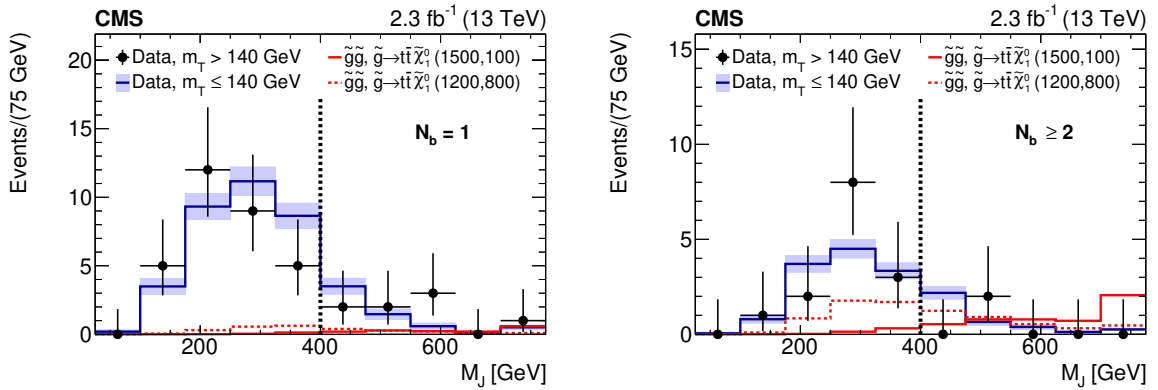 CMS 2.3 fb⁻¹ (13 TeV)
Events/(75 GeV)
Data, m_T > 140 GeV
Data, m_T ≤ 140 GeV
g̃g̃, g̃→tt̄χ̃⁰₁ (1500,100)
g̃g̃, g̃→tt̄χ̃⁰₁ (1200,800)
N_b = 1
15
10
5
0
200 400 600
M_J [GeV]
CMS 2.3 fb⁻¹ (13 TeV)
Events/(75 GeV)
Data, m_T > 140 GeV
Data, m_T ≤ 140 GeV
g̃g̃, g̃→tt̄χ̃⁰₁ (1500,100)
g̃g̃, g̃→tt̄χ̃⁰₁ (1200,800)
N_b ≥ 2
15
10
5
0
200 400 600
M_J [GeV]